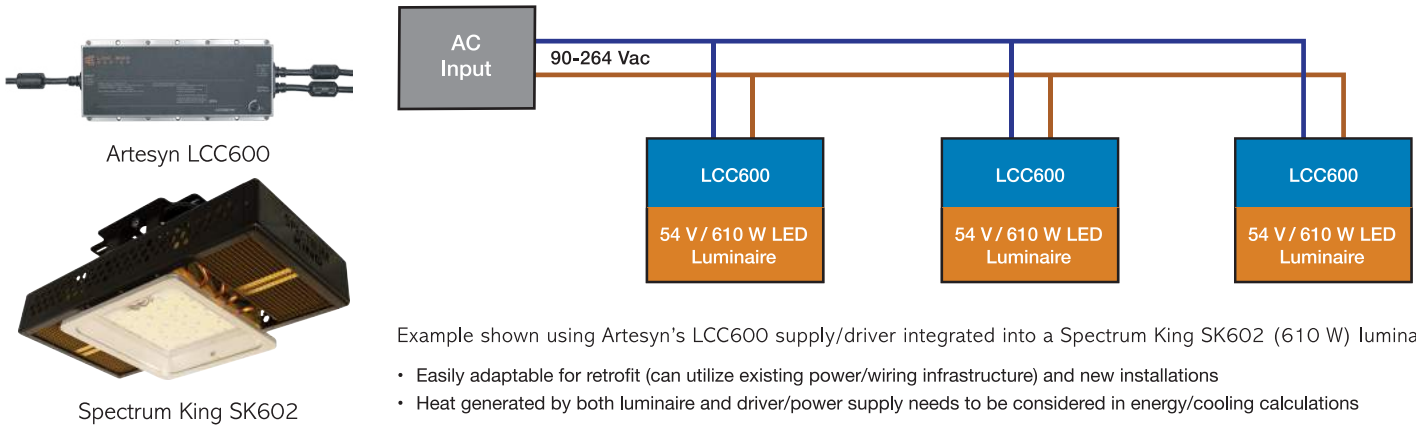 AC
Input
90-264 Vac
Artesyn LCC600
LCC600
54 V / 610 W LED
Luminaire
LCC600
54 V / 610 W LED
Luminaire
LCC600
54 V / 610 W LED
Luminaire
SPECTRUM
KING
Spectrum King SK602
Example shown using Artesyn's LCC600 supply/driver integrated into a Spectrum King SK602 (610 W) lumina
• Easily adaptable for retrofit (can utilize existing power/wiring infrastructure) and new installations
• Heat generated by both luminaire and driver/power supply needs to be considered in energy/cooling calculations